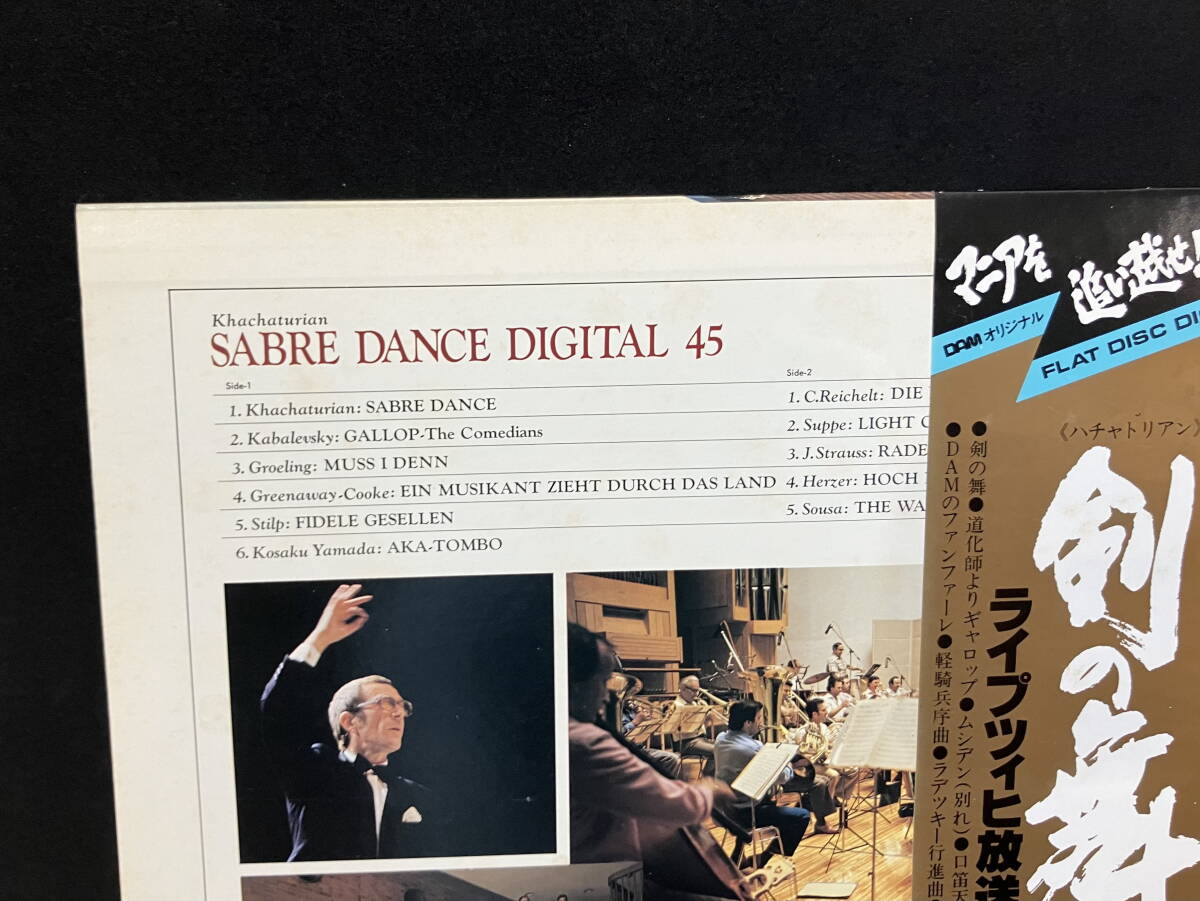 Khachaturian
SABRE DANCE DIGITAL 45
Side-1
1. Khachaturian: SABRE DANCE
2. Kabalevsky: GALLOP-The Comedians
3. Groeling: MUSS I DENN
4. Greenaway-Cooke: EIN MUSIKANT ZIEHT DURCH DAS LAND
5. Stilp: FIDELE GESELLEN
6. Kosaku Yamada: AKA-TOMBO
Side-2
1. C.Reichelt: DIE
2. Suppe: LIGHT
3. J.Strauss: RADE
4. Herzer: HOCH
5. Sousa: THE WA
マニアを
追い越せ!
DAMオリジナル
FLAT DISC DI
《ハチャトリアン》
剣の舞
ライプツィヒ放送
●剣の舞●道化師よりギャロップ●ムシデン(別れ)●口笛天
●DAMのファンファーレ●軽騎兵序曲●ラデツキー行進曲